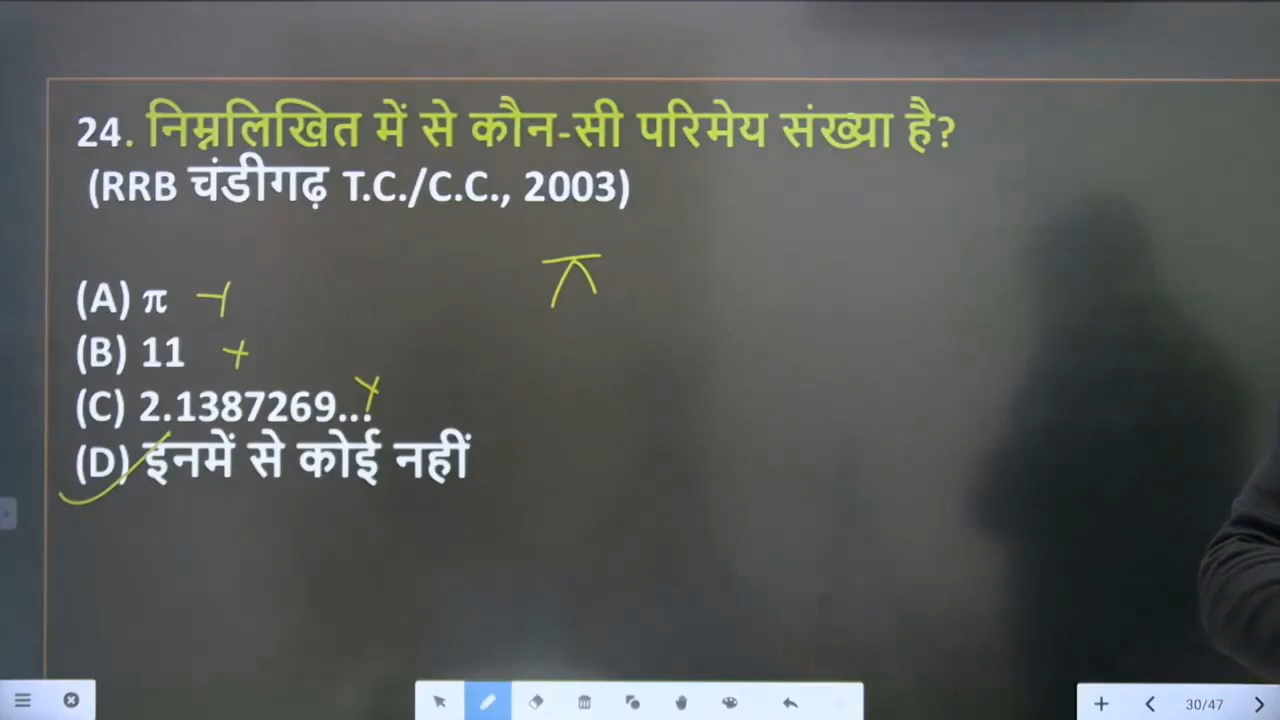 24. निम्नलिखित में से कौन-सी परिमेय संख्या है?
(RRB चंडीगढ़ T.C./C.C., 2003)
π
(A) π
(B) 11
(C) 2.1387269...
(D) इनमें से कोई नहीं
30/47